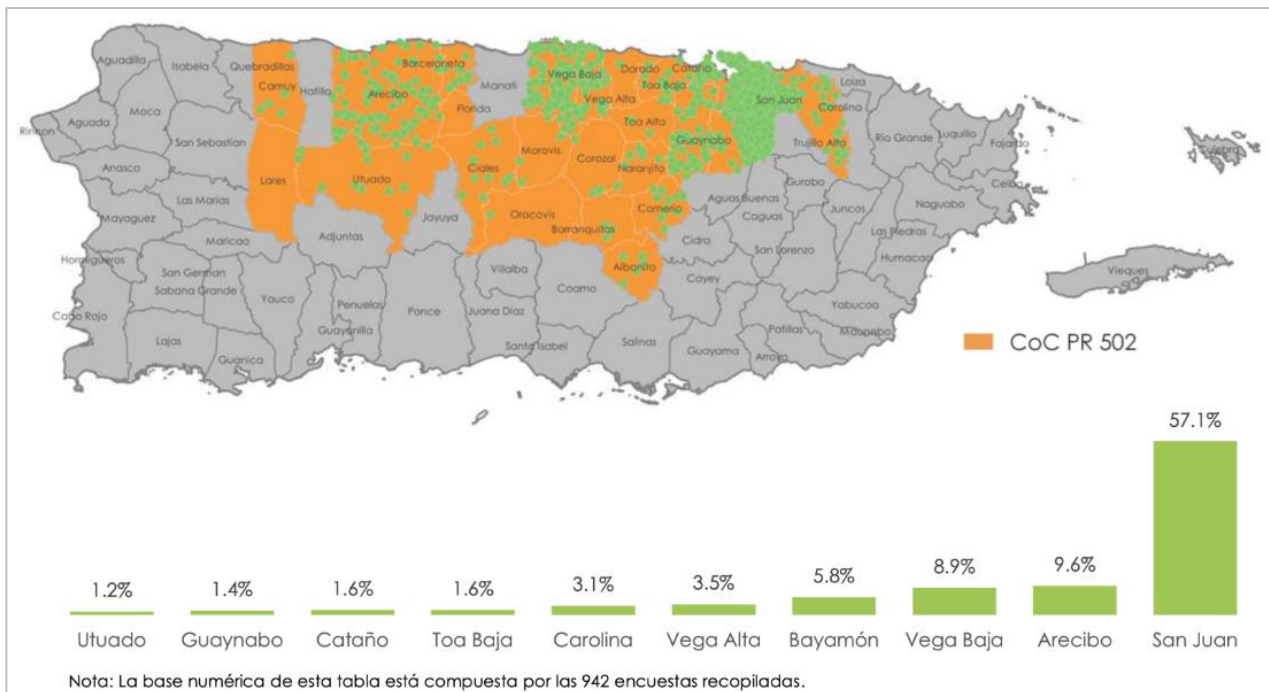 Aguadilla
Isabela
Quebradillos
Camuy
Hatillo
Arecibo
Barceloneta
Florida
Manati
Vega Baja
Vega Alta
Dorado
Toa Baja
Cataño
Toa Alta
San Juan
Guaynabo
Carolina
Loiza
Trujillo Alto
Rio Grande
Luquillo
Fajardo
Ceiba
Culebra
Rincon
Aguada
Moca
San Sebastian
Anasco
Lares
Utuado
Ciales
Morovis
Corozal
Naranjito
Mayaguez
Las Marias
Maricao
Adjuntas
Jayuya
Orocovis
Barranquitas
Comerio
Aguas Buenas
Caguas
Gurabo
Juncos
Naguabo
Las Piedras
San Lorenzo
Humacao
Cidra
Hormigueros
San German
Sabana Grande
Yauco
Penuelas
Guayanilla
Ponce
Villalba
Juana Diaz
Coamo
Aibonito
Cayey
Vieques
Yabucoa
Patillas
Maunabo
Cabo Rojo
Lajas
Guanica
Santa Isabel
Salinas
Guayama
Arroyo
CoC PR 502
1.2% 1.4% 1.6% 1.6% 3.1% 3.5% 5.8% 8.9% 9.6% 57.1%
Utuado Guaynabo Cataño Toa Baja Carolina Vega Alta Bayamón Vega Baja Arecibo San Juan
Nota: La base numérica de esta tabla está compuesta por las 942 encuestas recopiladas.